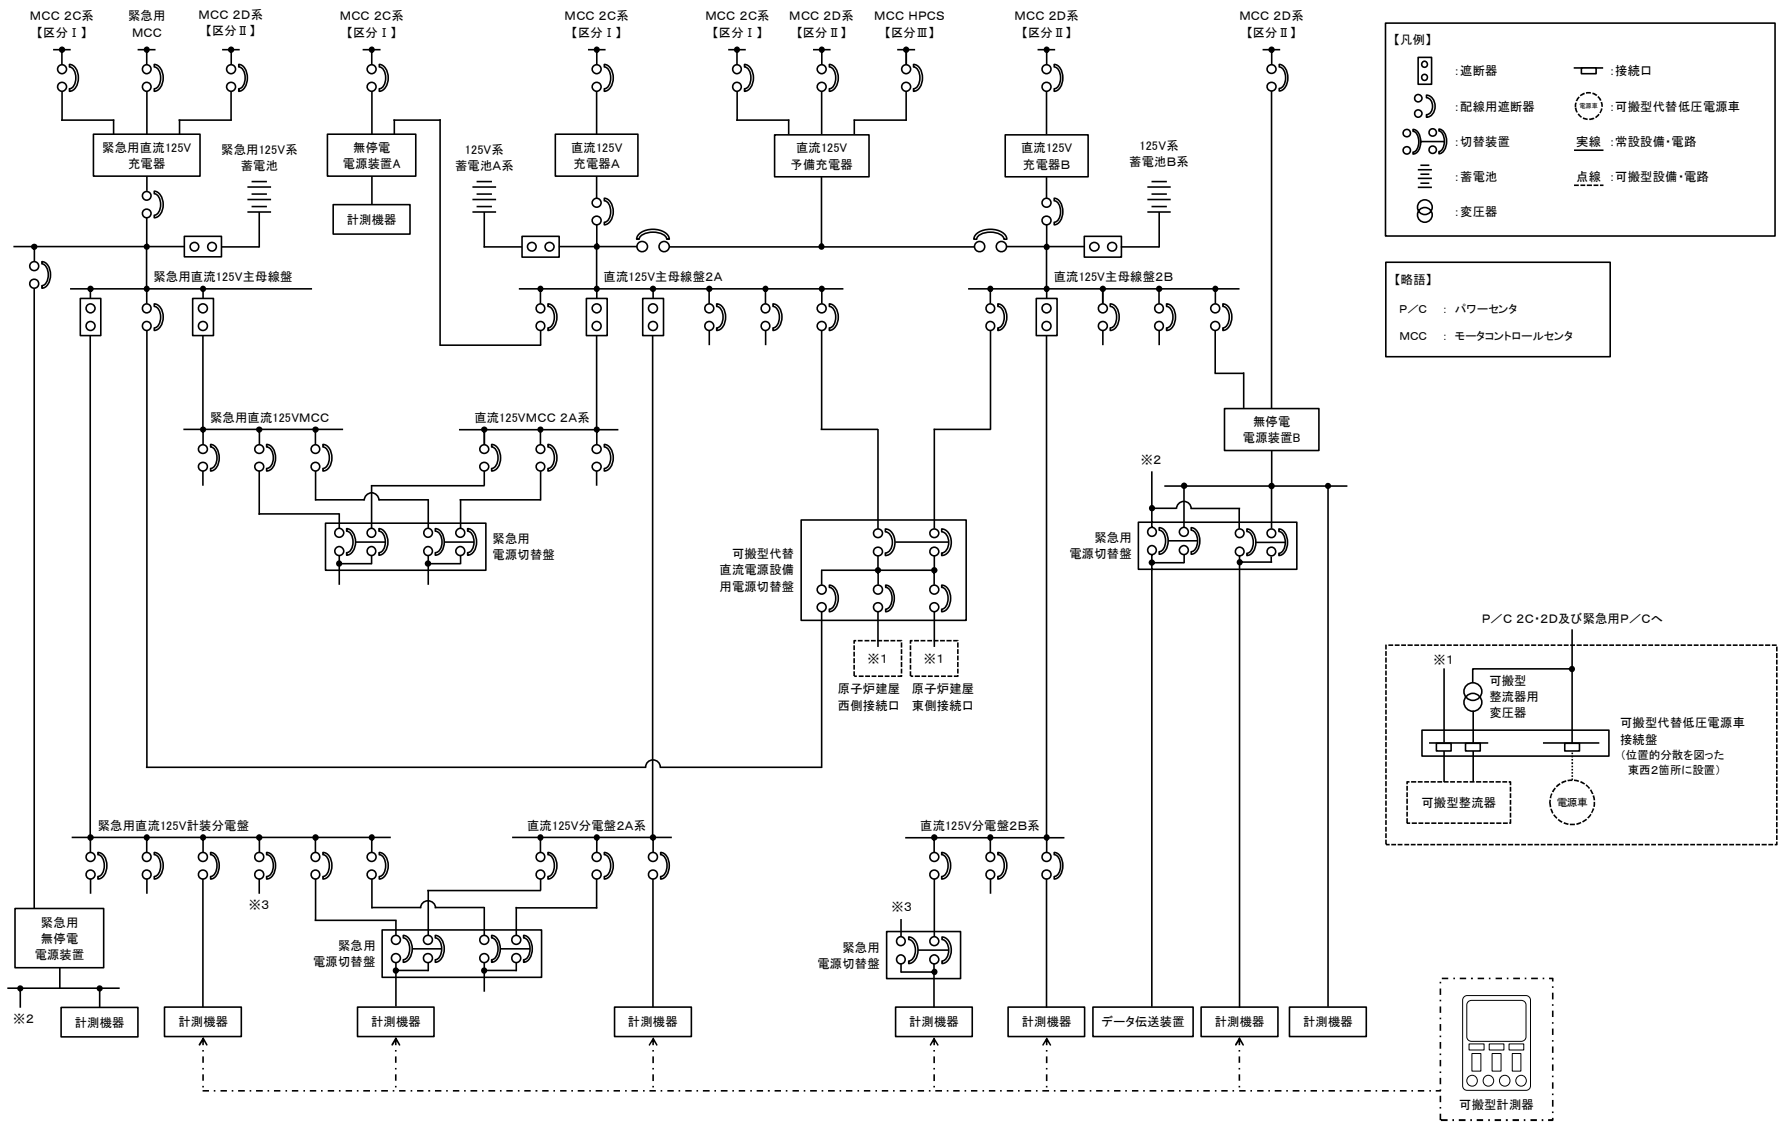 MCC 2C系
【区分Ⅰ】
緊急用
MCC
MCC 2D系
【区分Ⅱ】
MCC 2C系
【区分Ⅰ】
MCC 2C系
【区分Ⅰ】
MCC 2C系
【区分Ⅰ】
MCC 2D系
【区分Ⅱ】
MCC HPCS
【区分Ⅲ】
MCC 2D系
【区分Ⅱ】
MCC 2D系
【区分Ⅱ】
【凡例】
:遮断器
:接続口
:配線用遮断器
電源車
:可搬型代替低圧電源車
:切替装置
実線
:常設設備・電路
:蓄電池
点線
:可搬型設備・電路
:変圧器
緊急用直流125V
充電器
緊急用125V系
蓄電池
無停電
電源装置A
計測機器
125V系
蓄電池A系
直流125V
充電器A
直流125V
予備充電器
直流125V
充電器B
125V系
蓄電池B系
緊急用直流125V主母線盤
直流125V主母線盤2A
直流125V主母線盤2B
【略語】
P/C : パワーセンタ
MCC : モータコントロールセンタ
緊急用直流125VMCC
直流125VMCC 2A系
無停電
電源装置B
※2
緊急用
電源切替盤
可搬型代替
直流電源設備
用電源切替盤
緊急用
電源切替盤
※1
※1
原子炉建屋
西側接続口
原子炉建屋
東側接続口
P/C 2C・2D及び緊急用P/Cへ
※1
可搬型
整流器用
変圧器
可搬型代替低圧電源車
接続盤
(位置的分散を図った
東西2箇所に設置)
可搬型整流器
電源車
緊急用直流125V計装分電盤
直流125V分電盤2A系
直流125V分電盤2B系
※3
※3
緊急用
無停電
電源装置
緊急用
電源切替盤
緊急用
電源切替盤
※2
計測機器
計測機器
計測機器
計測機器
計測機器
計測機器
データ伝送装置
計測機器
計測機器
可搬型計測器